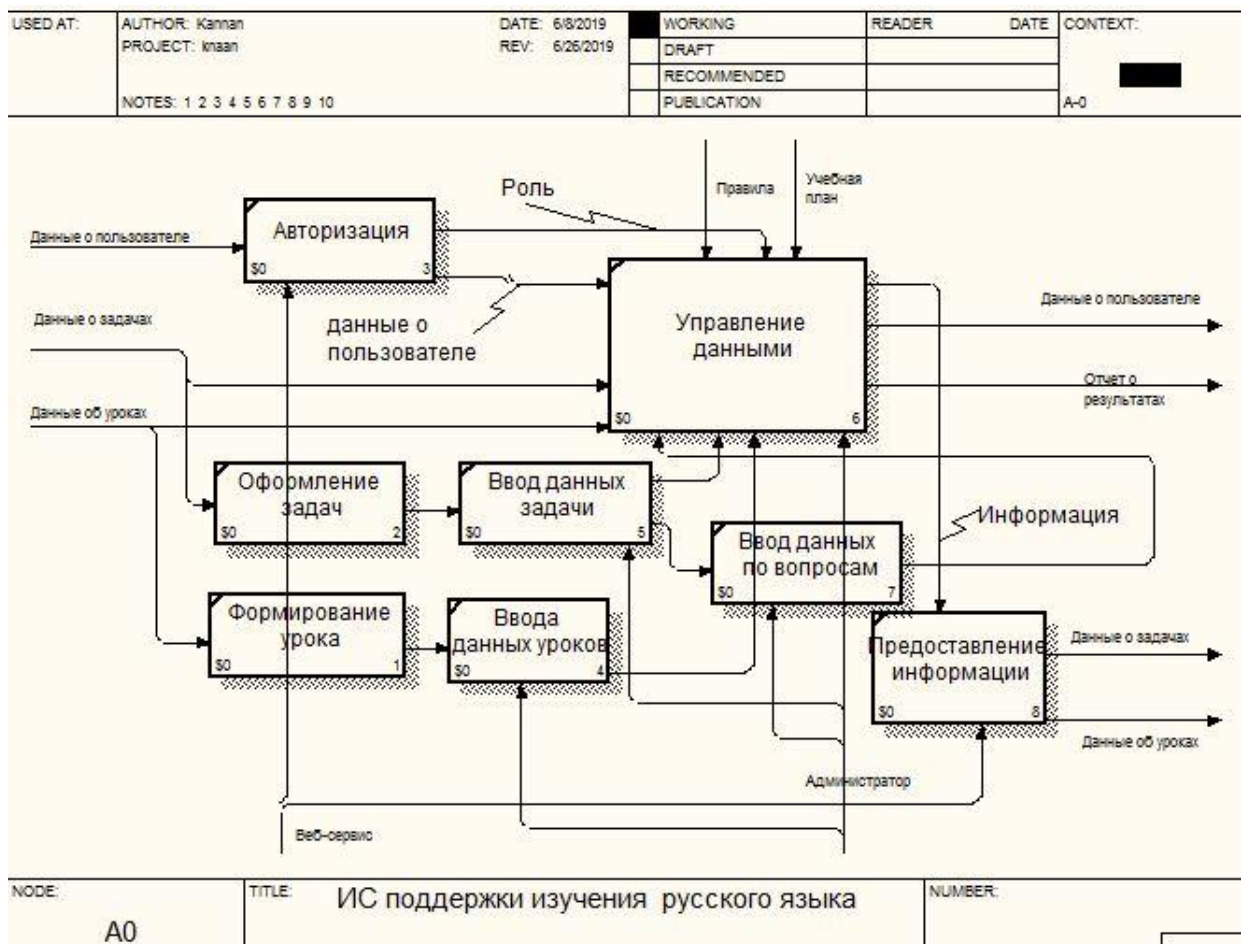 USED AT:
AUTHOR: Kannan
DATE: 6/8/2019
WORKING
READER
DATE
CONTEXT:
PROJECT: knaan
REV: 6/26/2019
DRAFT
RECOMMENDED
NOTES: 1 2 3 4 5 6 7 8 9 10
PUBLICATION
A-0
Роль
Правила
Учебная
план
Данные о пользователе
Авторизация
$0
3
Данные о задачах
данные о
пользователе
Управление
данными
$0
6
Данные о пользователе
Отчет о
результатах
Данные об уроках
Оформление
задач
$0
2
Ввод данных
задачи
$0
5
Ввод данных
по вопросам
$0
7
Информация
Формирование
урока
$0
1
Ввода
данных уроков
$0
4
Предоставление
информации
$0
8
Данные о задачах
Данные об уроках
Администратор
Веб-сервис
NODE:
A0
TITLE:
ИС поддержки изучения русского языка
NUMBER: